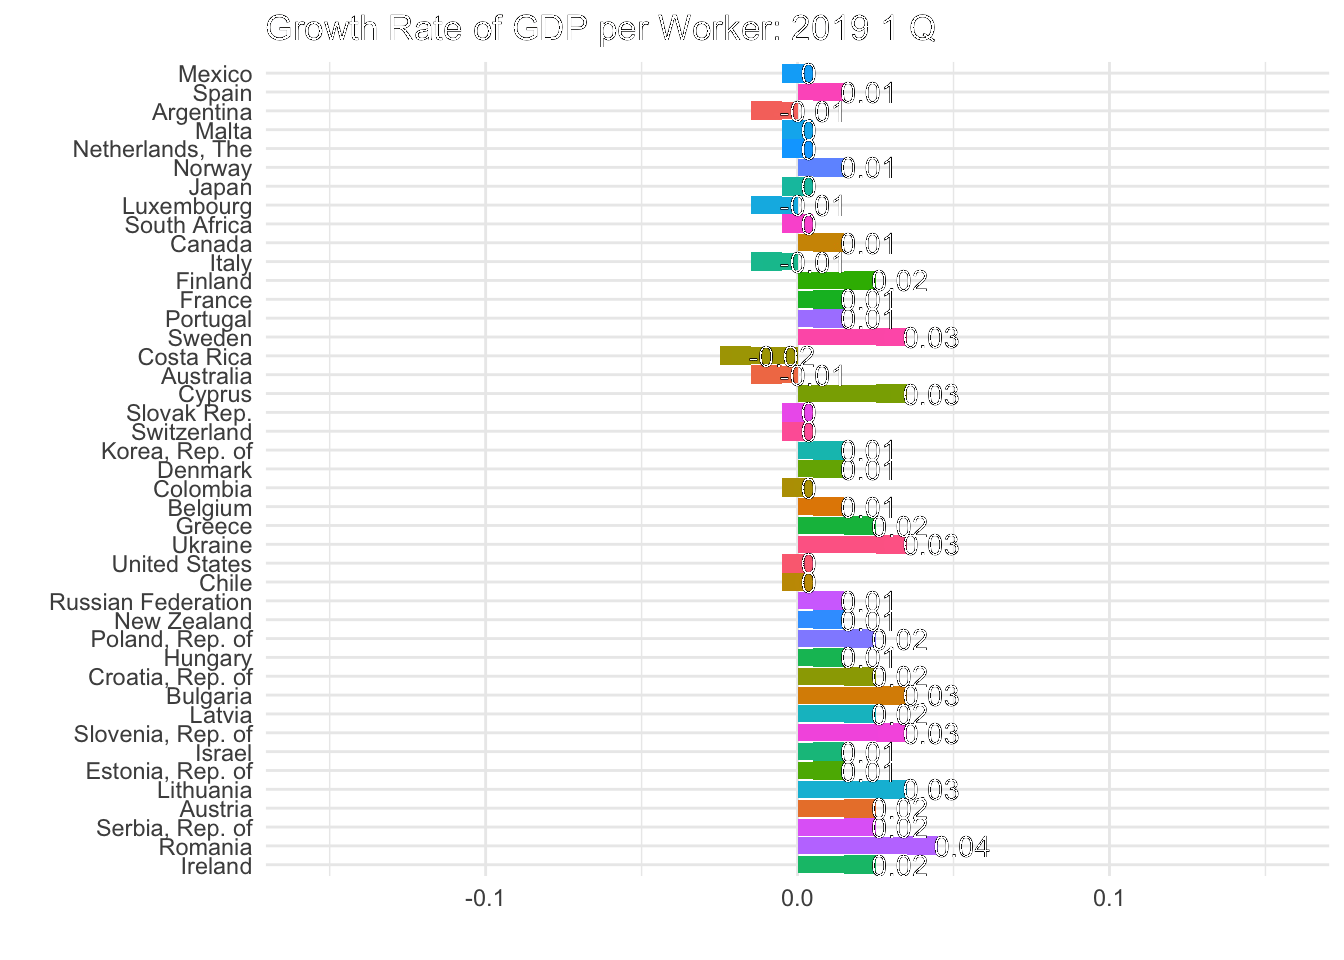 Growth Rate of GDP per Worker: 2019 1 Q
Mexico 0
Spain 0.01
Argentina -0.01
Malta 0
Netherlands, The 0
Norway 0.01
Japan 0
Luxembourg -0.01
South Africa 0
Canada 0.01
Italy -0.01
Finland 0.02
France 0.01
Portugal 0.01
Sweden 0.03
Costa Rica -0.02
Australia -0.01
Cyprus 0.03
Slovak Rep. 0
Switzerland 0
Korea, Rep. of 0.01
Denmark 0.01
Colombia 0
Belgium 0.01
Greece 0.02
Ukraine 0.03
United States 0
Chile 0
Russian Federation 0.01
New Zealand 0.01
Poland, Rep. of 0.02
Hungary 0.01
Croatia, Rep. of 0.02
Bulgaria 0.03
Latvia 0.02
Slovenia, Rep. of 0.03
Israel 0.01
Estonia, Rep. of 0.01
Lithuania 0.03
Austria 0.02
Serbia, Rep. of 0.02
Romania 0.04
Ireland 0.02
-0.1 0.0 0.1